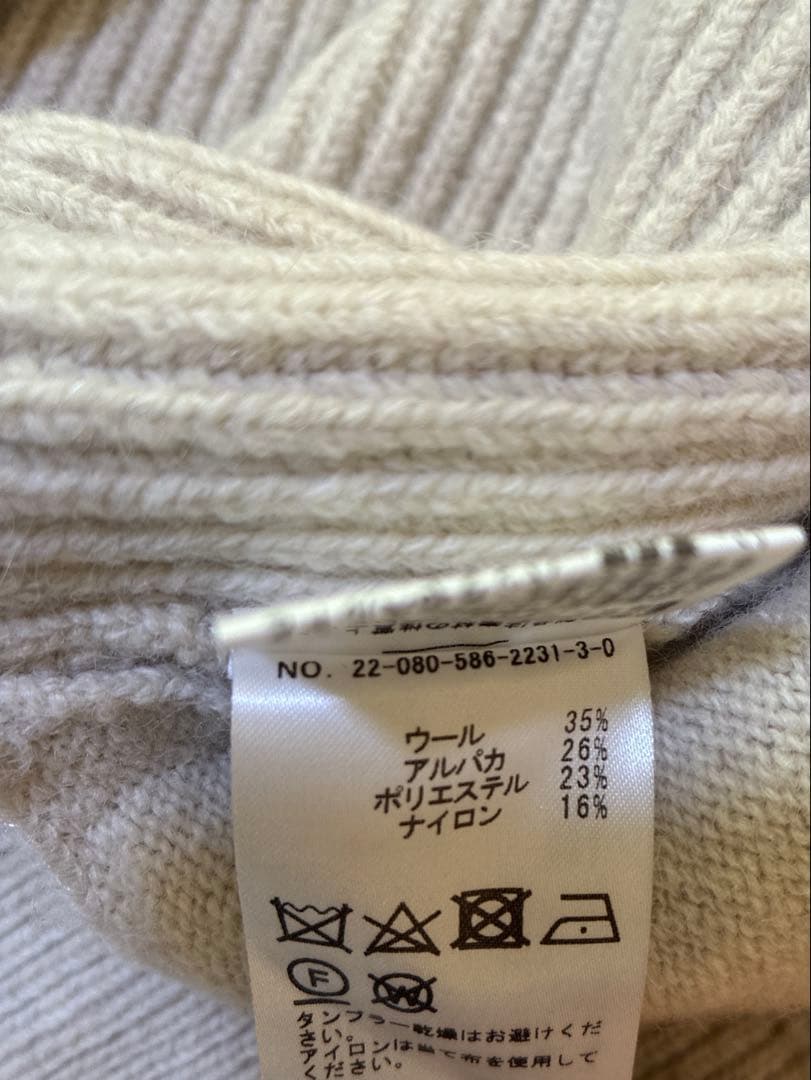 NO. 22-080-586-2231-3-0
ウール 35%
アルパカ 26%
ポリエステル 23%
ナイロン 16%
F
W
タンブラー乾燥はお避けくだ
さい。
アイロンは当て布を使用して
ください。